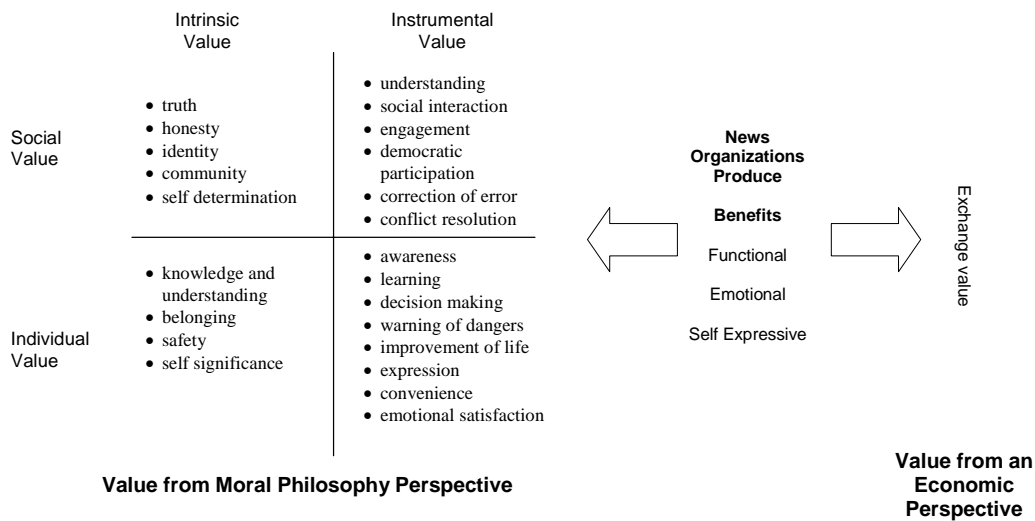 Intrinsic
Value
Instrumental
Value
Social
Value
• truth
• honesty
• identity
• community
• self determination
• understanding
• social interaction
• engagement
• democratic
participation
• correction of error
• conflict resolution
Individual
Value
• knowledge and
understanding
• belonging
• safety
• self significance
• awareness
• learning
• decision making
• warning of dangers
• improvement of life
• expression
• convenience
• emotional satisfaction
Value from Moral Philosophy Perspective
News
Organizations
Produce
Benefits
Functional
Emotional
Self Expressive
Exchange value
Value from an
Economic
Perspective